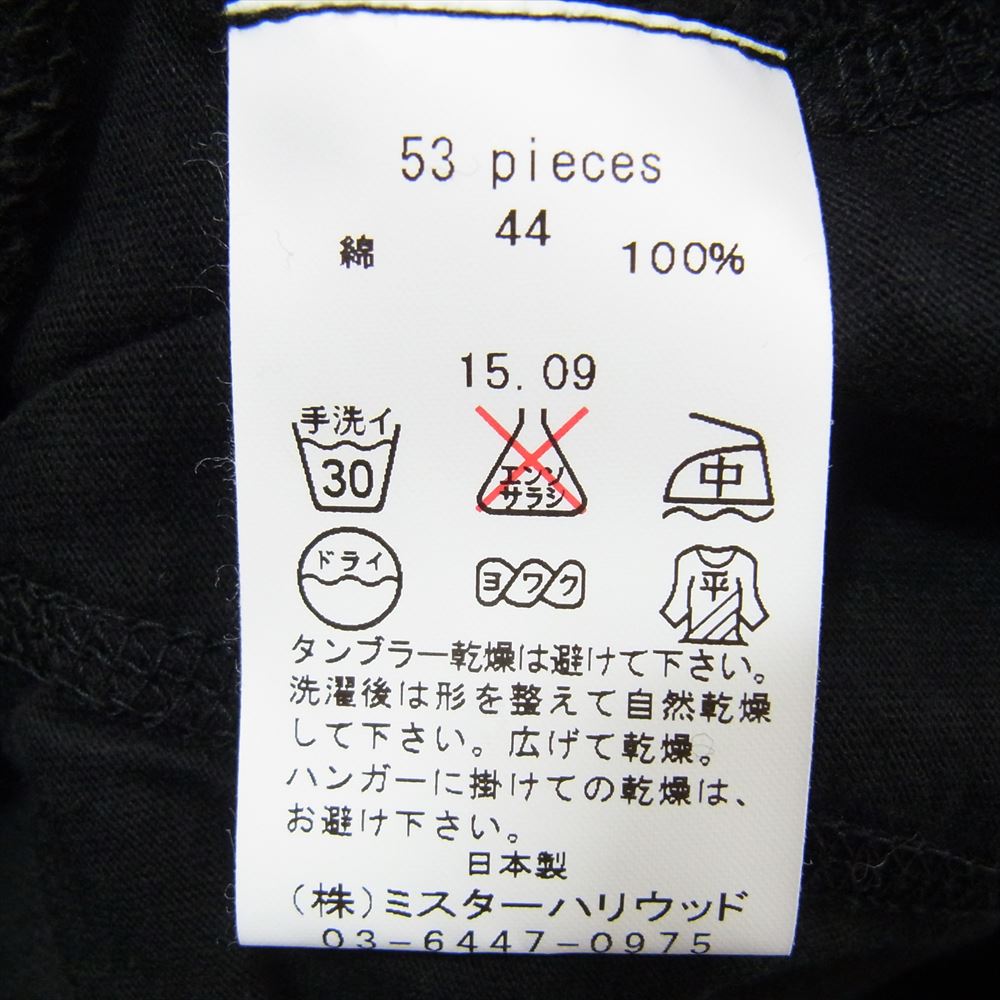 53 pieces
44
綿 100%
15.09
手洗イ
30
エンソ
サラシ
中
ドライ
ヨワク
平
タンブラー乾燥は避けて下さい。
洗濯後は形を整えて自然乾燥
して下さい。広げて乾燥。
ハンガーに掛けての乾燥は、
お避け下さい。
日本製
(株)ミスターハリウッド
03-6447-0975